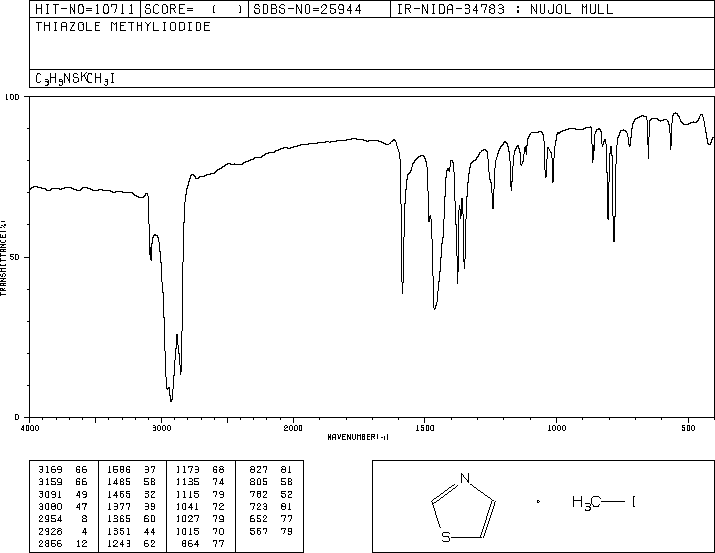 HIT-NO=10711 SCORE= ( ) SDBS-NO=25944 IR-NIDA-34783 : NUJOL MULL
THIAZOLE METHYLIODIDE
C3H3NS·CH3I
100
50
0
TRANSMITTANCE(%)
4000 3000 2000 1500 1000 500
WAVENUMBER(-1)
3169 66 1586 37 1173 68 827 81
3159 66 1485 58 1135 74 805 58
3091 49 1465 32 1115 79 782 52
3080 47 1377 39 1041 72 723 81
2954 8 1365 60 1027 79 652 77
2928 4 1351 44 1015 70 567 79
2866 12 1243 62 864 77
N
S
H3C I